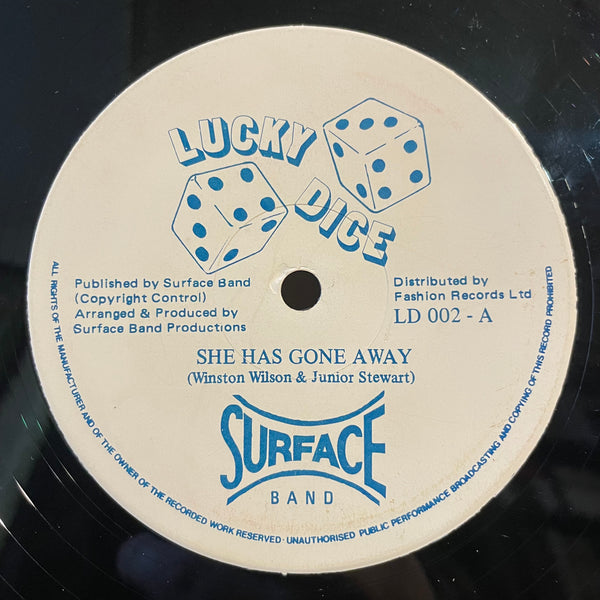 LUCKY
DICE
Published by Surface Band
(Copyright Control)
Arranged & Produced by
Surface Band Productions
Distributed by
Fashion Records Ltd
LD 002 - A
SHE HAS GONE AWAY
(Winston Wilson & Junior Stewart)
SURFACE
BAND
ALL RIGHTS OF THE MANUFACTURER AND OF THE OWNER OF THE RECORDED WORK RESERVED · UNAUTHORISED PUBLIC PERFORMANCE BROADCASTING AND COPYING OF THIS RECORD PROHIBITED